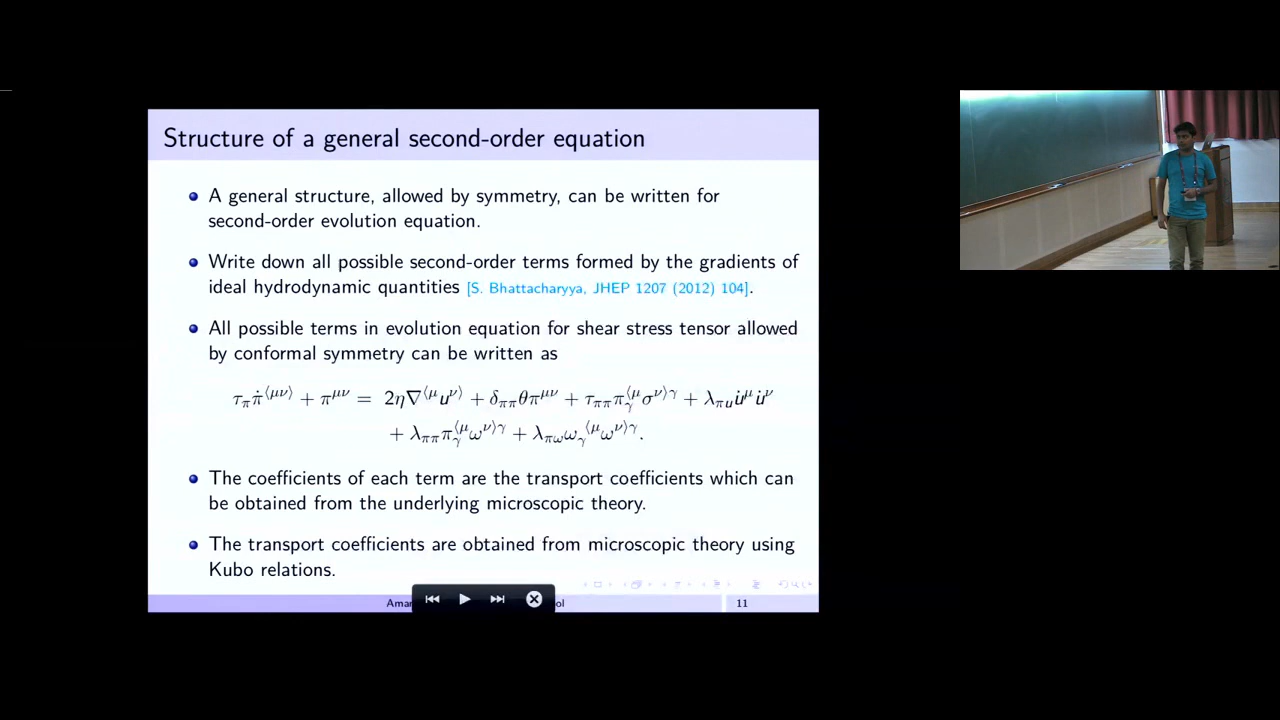 Structure of a general second-order equation
A general structure, allowed by symmetry, can be written for
second-order evolution equation.
Write down all possible second-order terms formed by the gradients of
ideal hydrodynamic quantities [S. Bhattacharyya, JHEP 1207 (2012) 104].
All possible terms in evolution equation for shear stress tensor allowed
by conformal symmetry can be written as
τ_π π̇^⟨μν⟩ + π^μν = 2η∇^⟨μ u^ν⟩ + δ_ππ θπ^μν + τ_ππ π_γ^⟨μ σ^ν⟩γ + λ_πu u̇^μ u̇^ν
+ λ_ππ π_γ^⟨μ ω^ν⟩γ + λ_πω ω_γ^⟨μ ω^ν⟩γ.
The coefficients of each term are the transport coefficients which can
be obtained from the underlying microscopic theory.
The transport coefficients are obtained from microscopic theory using
Kubo relations.
11